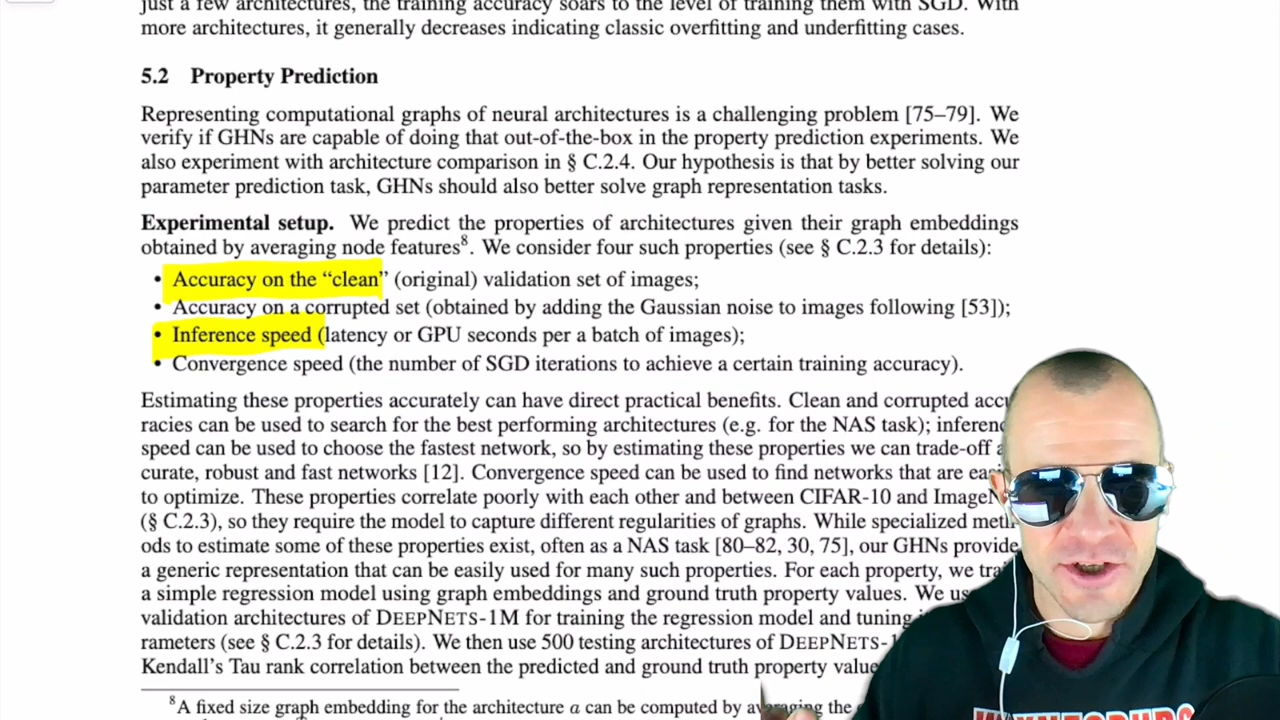 just a few architectures, the training accuracy soars to the level of training them with SGD. With
more architectures, it generally decreases indicating classic overfitting and underfitting cases.
5.2 Property Prediction
Representing computational graphs of neural architectures is a challenging problem [75–79]. We
verify if GHNs are capable of doing that out-of-the-box in the property prediction experiments. We
also experiment with architecture comparison in § C.2.4. Our hypothesis is that by better solving our
parameter prediction task, GHNs should also better solve graph representation tasks.
Experimental setup. We predict the properties of architectures given their graph embeddings
obtained by averaging node features8. We consider four such properties (see § C.2.3 for details):
• Accuracy on the “clean” (original) validation set of images;
• Accuracy on a corrupted set (obtained by adding the Gaussian noise to images following [53]);
• Inference speed (latency or GPU seconds per a batch of images);
• Convergence speed (the number of SGD iterations to achieve a certain training accuracy).
Estimating these properties accurately can have direct practical benefits. Clean and corrupted accu
racies can be used to search for the best performing architectures (e.g. for the NAS task); inferenc
speed can be used to choose the fastest network, so by estimating these properties we can trade-off a
curate, robust and fast networks [12]. Convergence speed can be used to find networks that are eas
to optimize. These properties correlate poorly with each other and between CIFAR-10 and ImageN
(§ C.2.3), so they require the model to capture different regularities of graphs. While specialized meth
ods to estimate some of these properties exist, often as a NAS task [80–82, 30, 75], our GHNs provide
a generic representation that can be easily used for many such properties. For each property, we trai
a simple regression model using graph embeddings and ground truth property values. We us
validation architectures of DEEPNETS-1M for training the regression model and tuning
rameters (see § C.2.3 for details). We then use 500 testing architectures of DEEPNETS-1
Kendall’s Tau rank correlation between the predicted and ground truth property value
8A fixed size graph embedding for the architecture a can be computed by averaging the